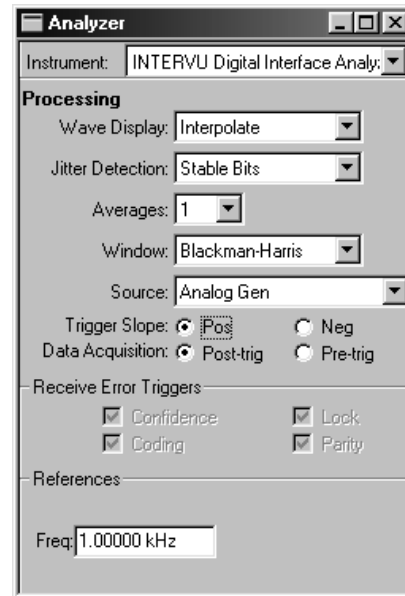 Analyzer
Instrument: INTERVU Digital Interface Analy:
Processing
Wave Display: Interpolate
Jitter Detection: Stable Bits
Averages: 1
Window: Blackman-Harris
Source: Analog Gen
Trigger Slope: Pos Neg
Data Acquisition: Post-trig Pre-trig
Receive Error Triggers
Confidence Lock
Coding Parity
References
Freq: 1.00000 kHz